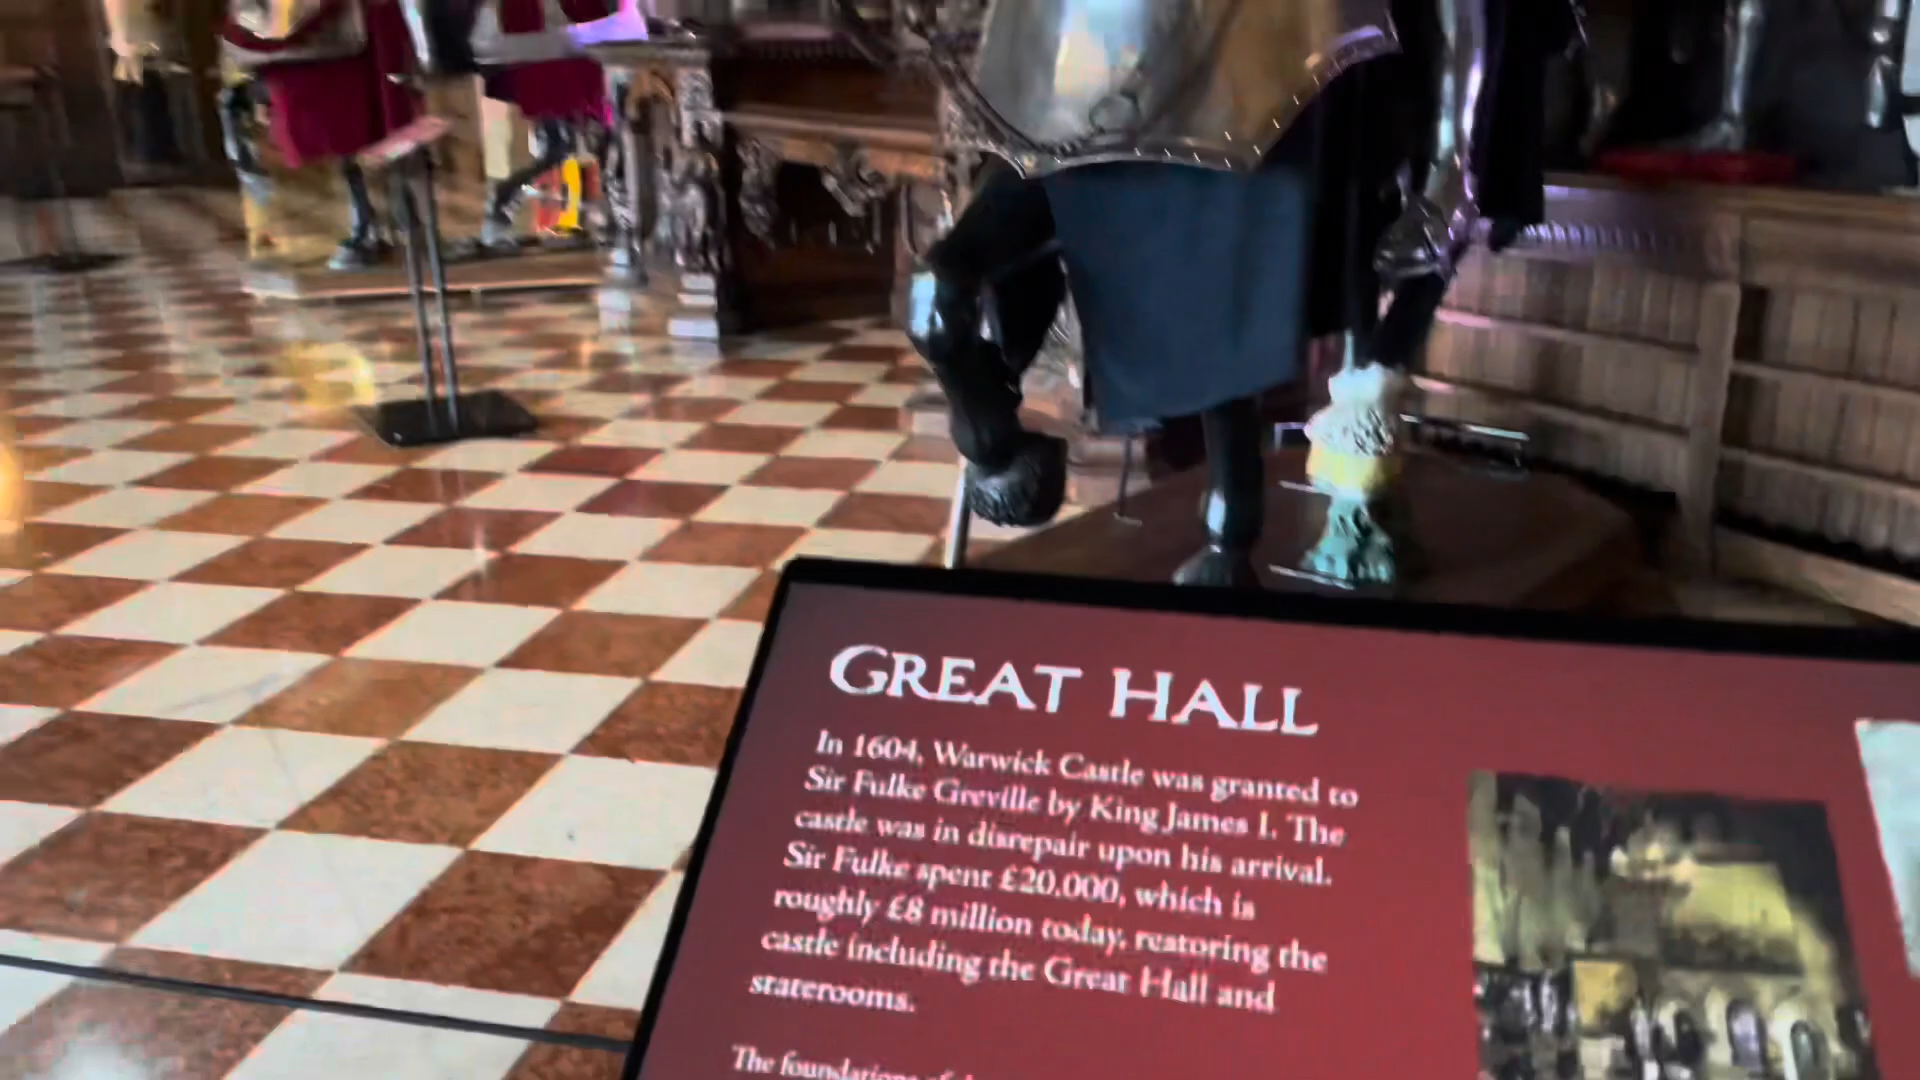 GREAT HALL
In 1604, Warwick Castle was granted to
Sir Fulke Greville by King James I. The
castle was in disrepair upon his arrival.
Sir Fulke spent £20,000, which is
roughly £8 million today, restoring the
castle including the Great Hall and
staterooms.
The foundations of